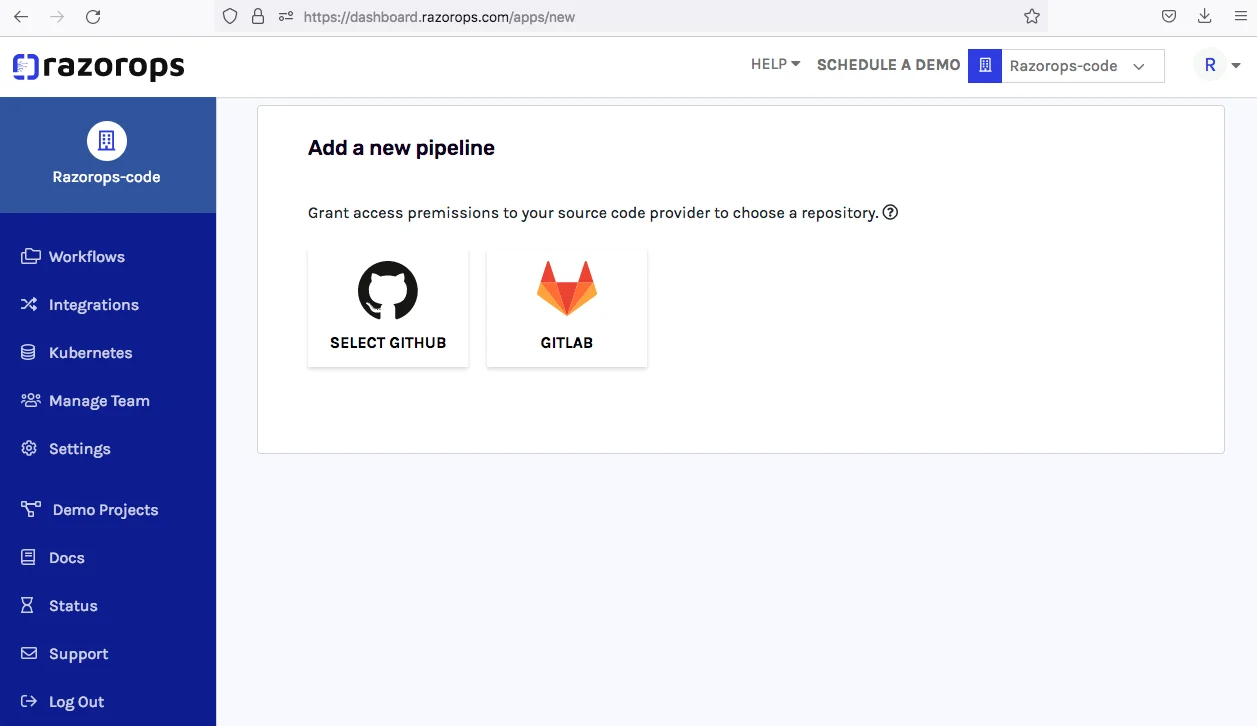 https://dashboard.razorops.com/apps/new
razorops
HELP
SCHEDULE A DEMO
Razorops-code
R
Razorops-code
Workflows
Integrations
Kubernetes
Manage Team
Settings
Demo Projects
Docs
Status
Support
Log Out
Add a new pipeline
Grant access premissions to your source code provider to choose a repository.
SELECT GITHUB
GITLAB